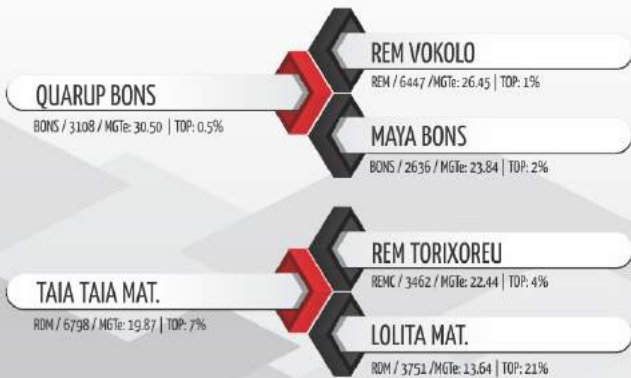 REM VOKOLO
REM / 6447 /MGTe: 26.45 | TOP: 1%
QUARUP BONS
BONS / 3108 / MGTe: 30.50 | TOP: 0.5%
MAYA BONS
BONS / 2636 / MGTe: 23.84 | TOP: 2%
REM TORIXOREU
REMC / 3462 / MGTe: 22.44 | TOP: 4%
TAIA TAIA MAT.
RDM / 6798 / MGTe: 19.87 | TOP: 7%
LOLITA MAT.
RDM / 3751 /MGTe: 13.64 | TOP: 21%